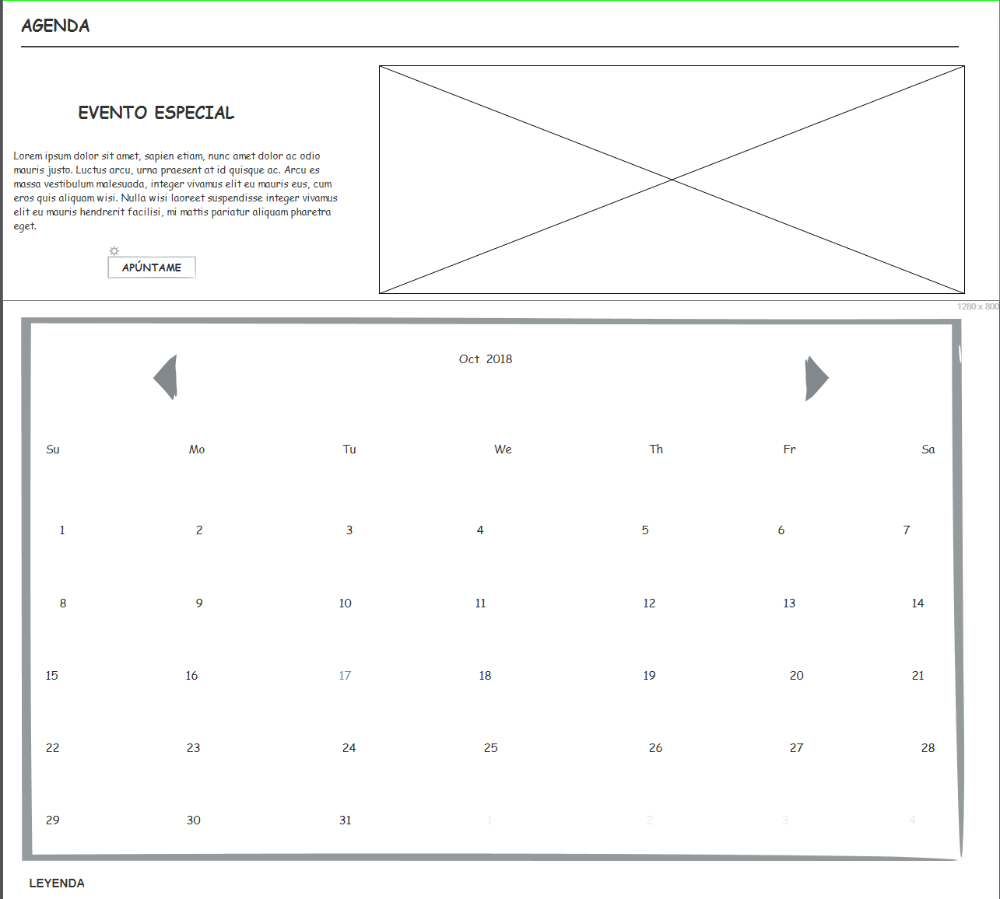 AGENDA
EVENTO ESPECIAL
Lorem ipsum dolor sit amet, sapien etiam, nunc amet dolor ac odio
mauris justo. Luctus arcu, urna praesent at id quisque ac. Arcu es
massa vestibulum malesuada, integer vivamus elit eu mauris eus, cum
eros quis aliquam wisi. Nulla wisi laoreet suspendisse integer vivamus
elit eu mauris hendrerit facilisi, mi mattis pariatur aliquam pharetra
eget.
APÚNTAME
1280 x 800
Oct 2018
Su Mo Tu We Th Fr Sa
1 2 3 4 5 6 7
8 9 10 11 12 13 14
15 16 17 18 19 20 21
22 23 24 25 26 27 28
29 30 31 1 2 3 4
LEYENDA